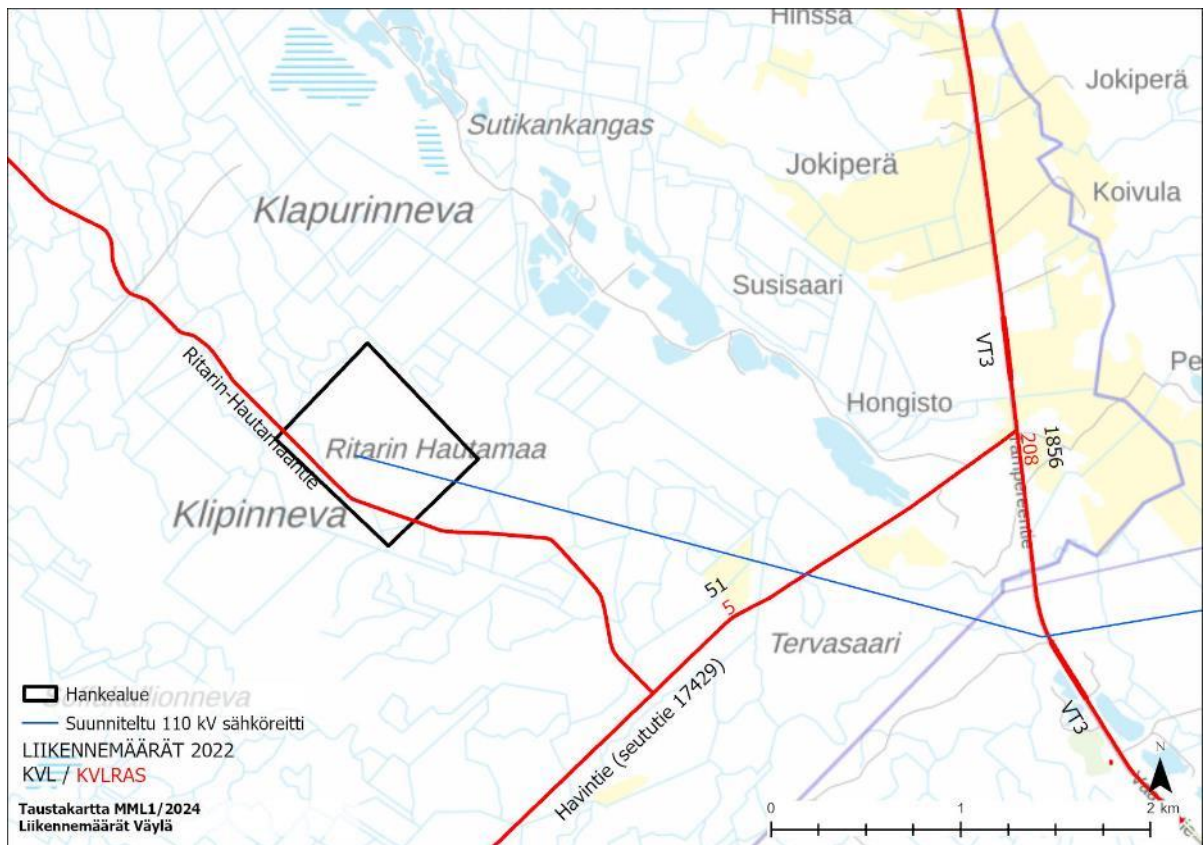 Hinssa
Jokiperä
Sutikankangas
Jokiperä
Koivula
Klapurinneva
Susisaari
VT3
Pe
Hongisto
Ritarin-Hautamaantie
Ritarin Hautamaa
1856
208
Tampereentie
Klipinneva
51
5
Tervasaari
Havintie (seututie 17429)
VT3
Hankealue
Suunniteltu 110 kV sähköreitti
LIIKENNEMÄÄRÄT 2022
KVL / KVLRAS
Taustakartta MML1/2024
Liikennemäärät Väylä
N
0 1 2 km